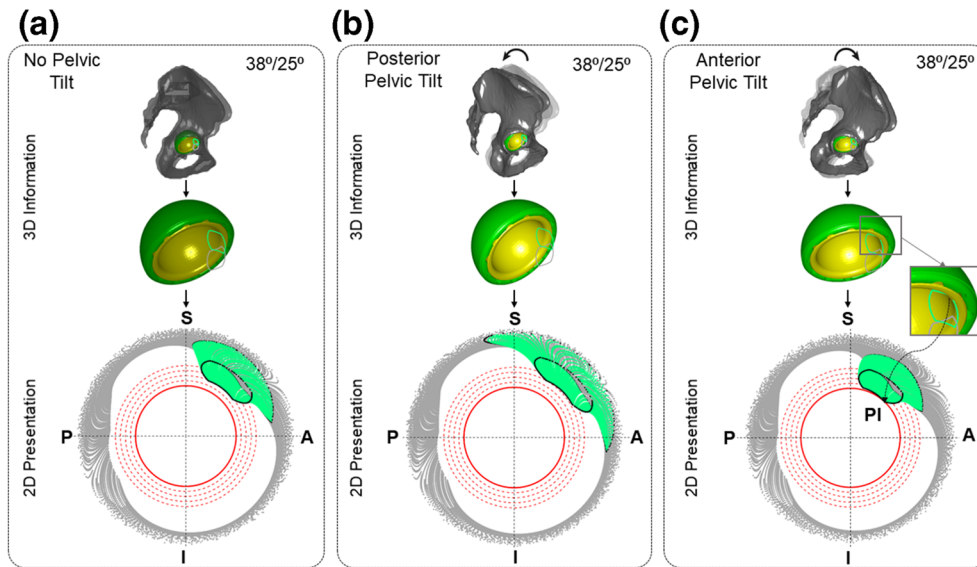 (a)
No Pelvic
Tilt
38º/25º
3D Information
S
P
A
I
2D Presentation
(b)
Posterior
Pelvic Tilt
38º/25º
3D Information
S
P
A
I
2D Presentation
(c)
Anterior
Pelvic Tilt
38º/25º
3D Information
S
PI
P
A
I
2D Presentation